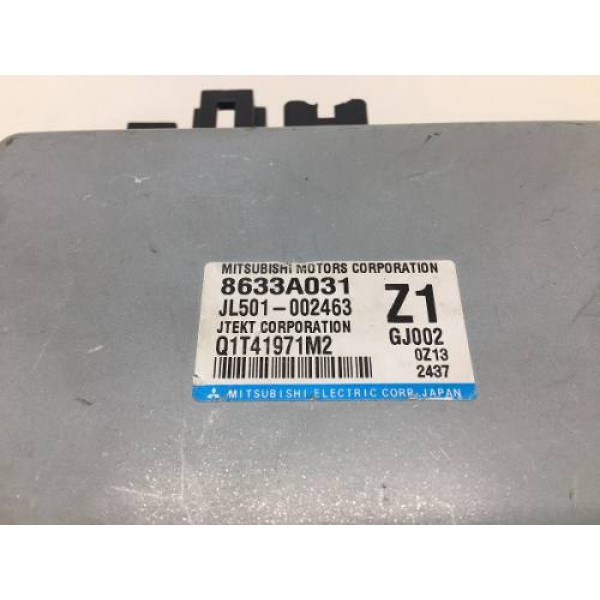 MITSUBISHI MOTORS CORPORATION
8633A031
JL501-002463
JTEKT CORPORATION
Q1T41971M2
Z1
GJ002
0Z13
2437
MITSUBISHI ELECTRIC CORP. JAPAN